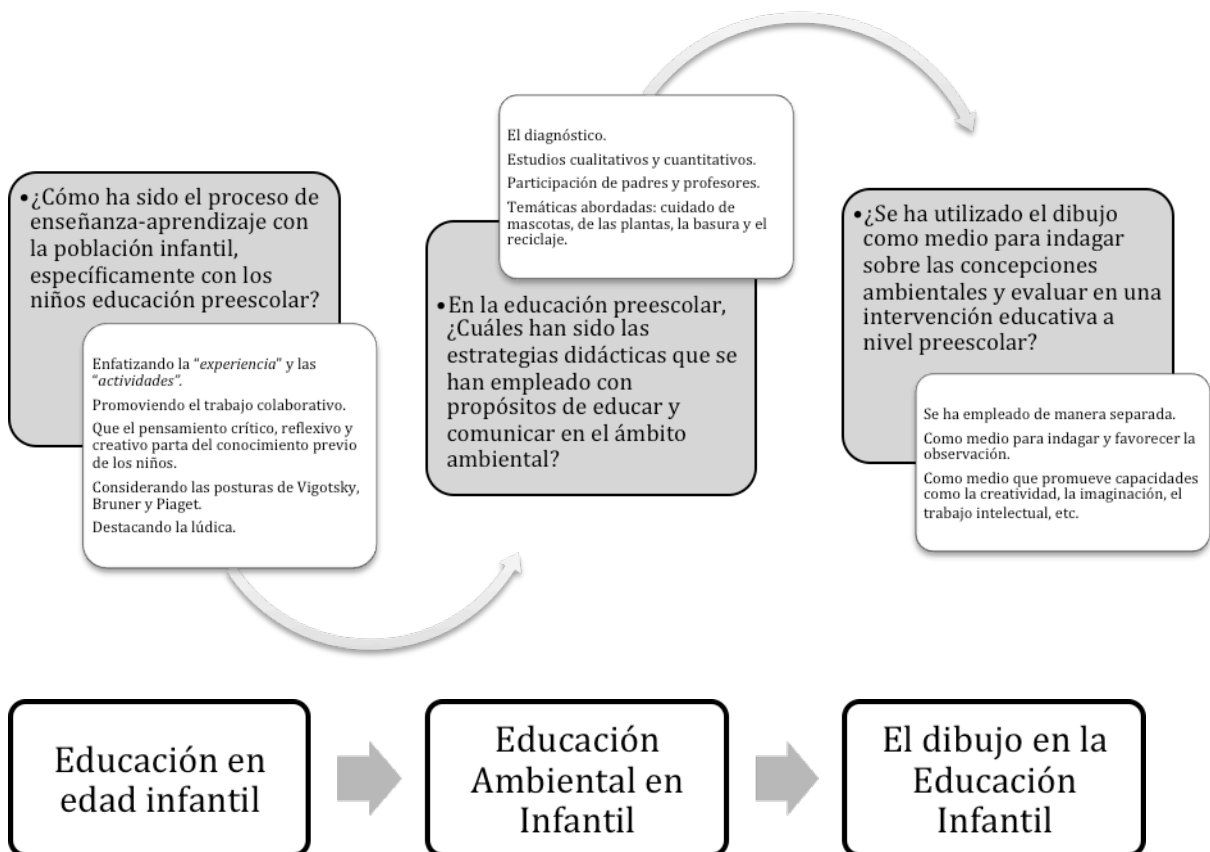 •¿Cómo ha sido el proceso de
enseñanza-aprendizaje con
la población infantil,
específicamente con los
niños educación preescolar?
Enfatizando la “experiencia” y las
“actividades”.
Promoviendo el trabajo colaborativo.
Que el pensamiento crítico, reflexivo y
creativo parta del conocimiento previo
de los niños.
Considerando las posturas de Vigotsky,
Bruner y Piaget.
Destacando la lúdica.
El diagnóstico.
Estudios cualitativos y cuantitativos.
Participación de padres y profesores.
Temáticas abordadas: cuidado de
mascotas, de las plantas, la basura y el
reciclaje.
•En la educación preescolar,
¿Cuáles han sido las
estrategias didácticas que se
han empleado con
propósitos de educar y
comunicar en el ámbito
ambiental?
•¿Se ha utilizado el dibujo
como medio para indagar
sobre las concepciones
ambientales y evaluar en una
intervención educativa a
nivel preescolar?
Se ha empleado de manera separada.
Como medio para indagar y favorecer la
observación.
Como medio que promueve capacidades
como la creatividad, la imaginación, el
trabajo intelectual, etc.
Educación en
edad infantil
Educación
Ambiental en
Infantil
El dibujo en la
Educación
Infantil